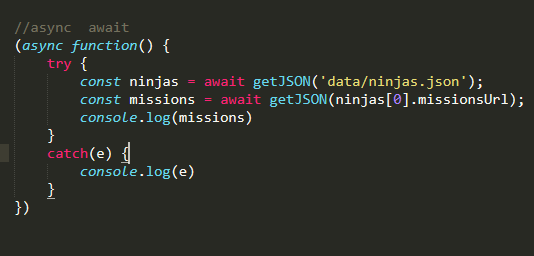 //async  await
(async function() {
    try {
        const ninjas = await getJSON('data/ninjas.json');
        const missions = await getJSON(ninjas[0].missionsUrl);
        console.log(missions)
    }
    catch(e) {
        console.log(e)
    }
})